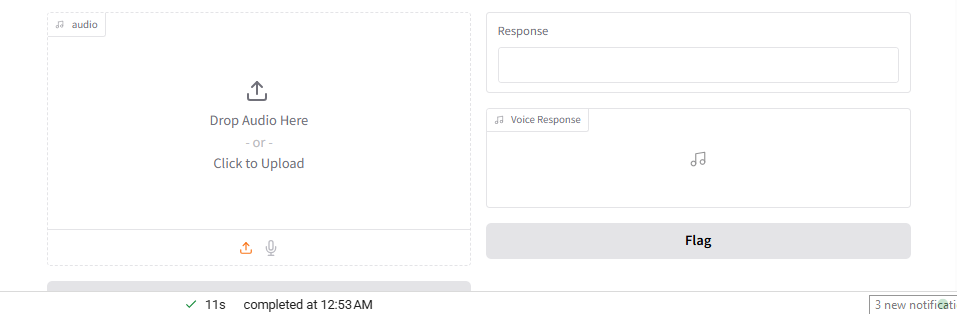 audio
Drop Audio Here
- or -
Click to Upload
Response
Voice Response
Flag
11s completed at 12:53 AM
3 new notificati